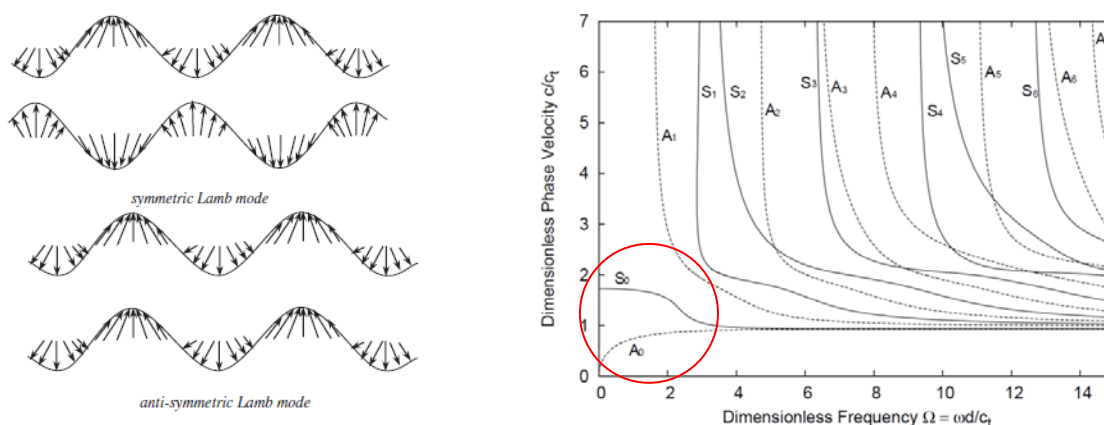 symmetric Lamb mode
anti-symmetric Lamb mode
Dimensionless Phase Velocity c/cₜ
7
6
5
4
3
2
1
0
A₁
S₁
S₂
A₂
S₃
A₃
A₄
S₄
S₅
A₅
S₆
A₆
A
S₀
A₀
0
2
4
6
8
10
12
14
Dimensionless Frequency Ω = ωd/cₜ